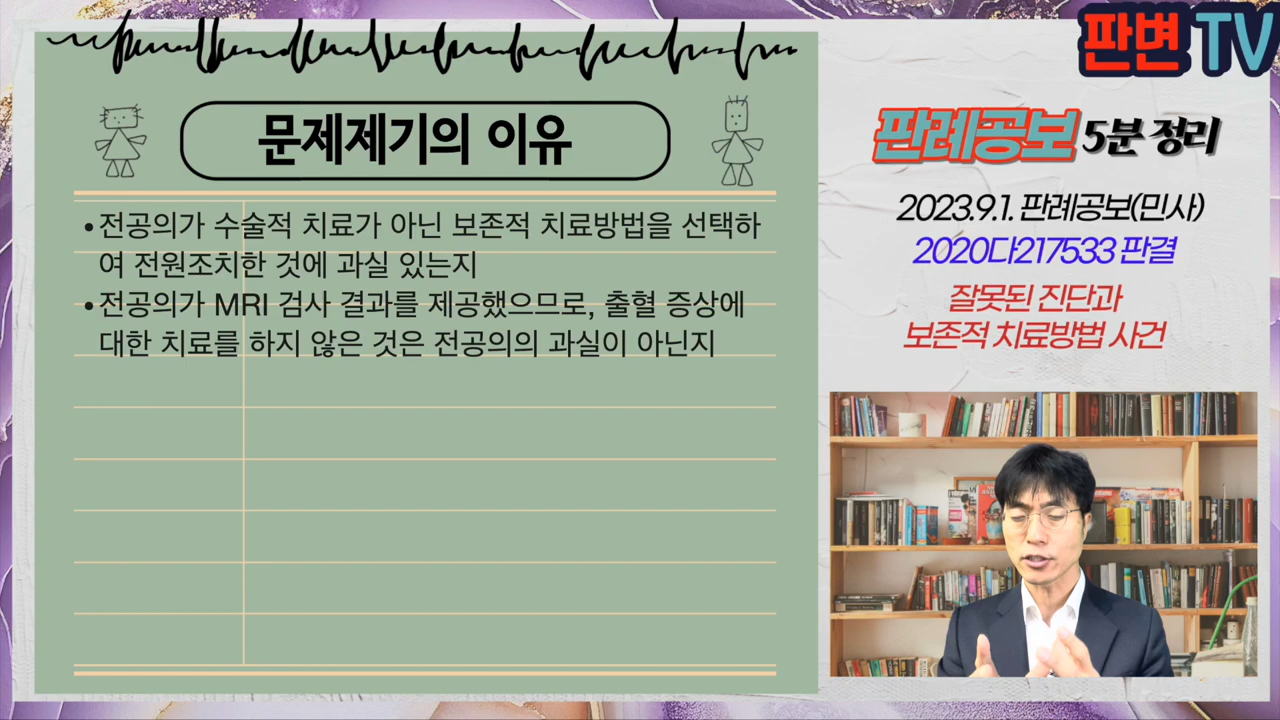 문제제기의 이유
•전공의가 수술적 치료가 아닌 보존적 치료방법을 선택하
여 전원조치한 것에 과실 있는지
•전공의가 MRI 검사 결과를 제공했으므로, 출혈 증상에
대한 치료를 하지 않은 것은 전공의의 과실이 아닌지
판변 TV
판례공보 5분 정리
2023.9.1. 판례공보(민사)
2020다217533 판결
잘못된 진단과
보존적 치료방법 사건